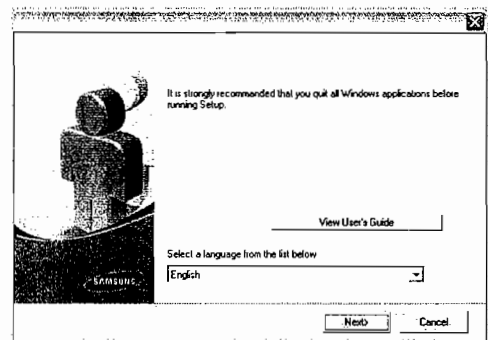 It is strongly recommanded that you quit all Windows applications before
running Setup.
View User's Guide
Select a language from the list below
English
SAMSUNG
Next>
Cancel